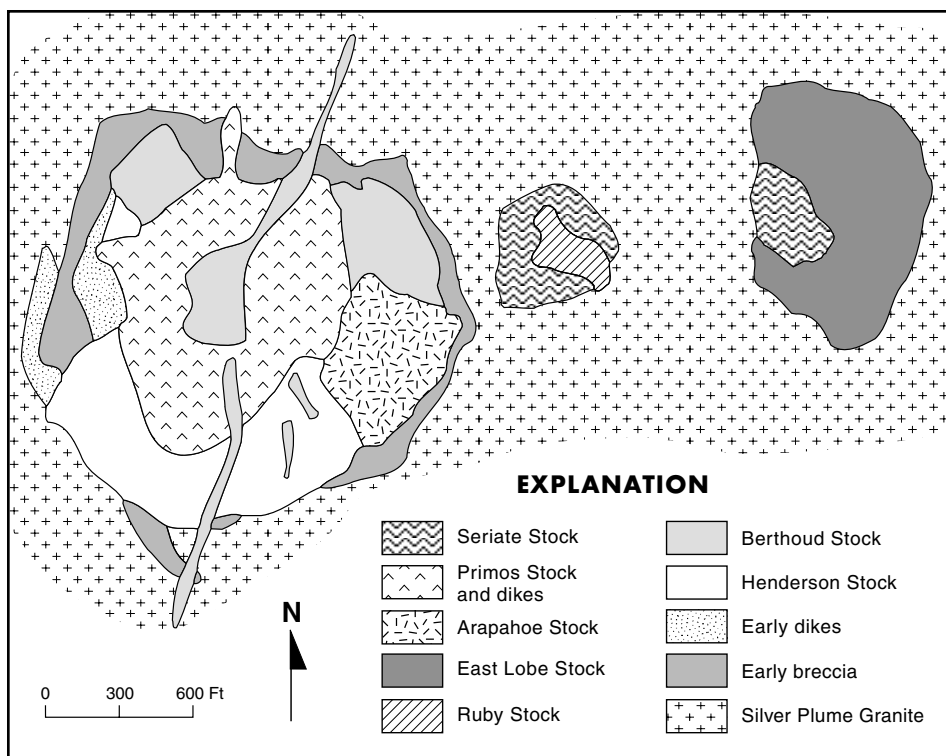 EXPLANATION
Seriate Stock
Primos Stock
and dikes
Arapahoe Stock
East Lobe Stock
Ruby Stock
Berthoud Stock
Henderson Stock
Early dikes
Early breccia
Silver Plume Granite
N
0 300 600 Ft